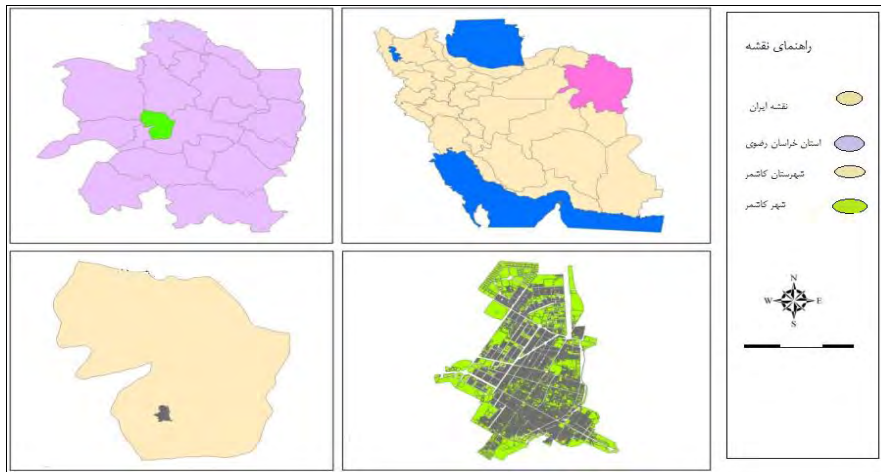 راهنمای نقشه
نقشه ایران
استان خراسان رضوی
شهرستان کاشمر
شهر کاشمر
N
W E
S